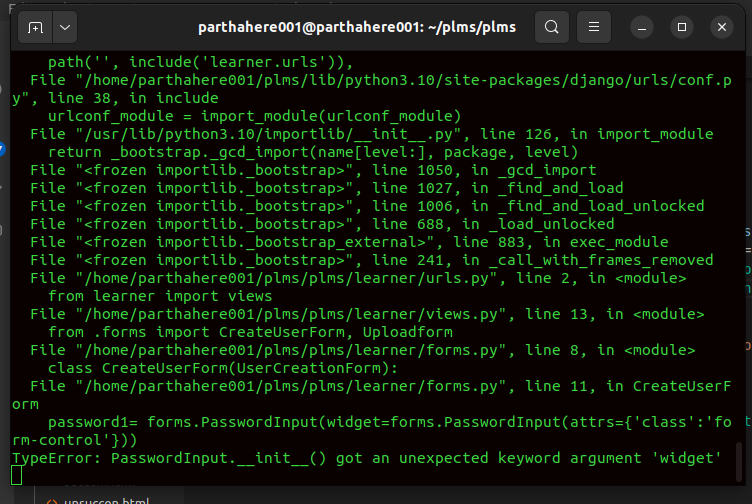 parthahere001@parthahere001: ~/plms/plms
path('', include('learner.urls')),
File "/home/parthahere001/plms/lib/python3.10/site-packages/django/urls/conf.p
y", line 38, in include
urlconf_module = import_module(urlconf_module)
File "/usr/lib/python3.10/importlib/__init__.py", line 126, in import_module
return _bootstrap._gcd_import(name[level:], package, level)
File "<frozen importlib._bootstrap>", line 1050, in _gcd_import
File "<frozen importlib._bootstrap>", line 1027, in _find_and_load
File "<frozen importlib._bootstrap>", line 1006, in _find_and_load_unlocked
File "<frozen importlib._bootstrap>", line 688, in _load_unlocked
File "<frozen importlib._bootstrap_external>", line 883, in exec_module
File "<frozen importlib._bootstrap>", line 241, in _call_with_frames_removed
File "/home/parthahere001/plms/plms/learner/urls.py", line 2, in <module>
from learner import views
File "/home/parthahere001/plms/plms/learner/views.py", line 13, in <module>
from .forms import CreateUserForm, Uploadform
File "/home/parthahere001/plms/plms/learner/forms.py", line 8, in <module>
class CreateUserForm(UserCreationForm):
File "/home/parthahere001/plms/plms/learner/forms.py", line 11, in CreateUserF
orm
password1= forms.PasswordInput(widget=forms.PasswordInput(attrs={'class':'fo
rm-control'}))
TypeError: PasswordInput.__init__() got an unexpected keyword argument 'widget'